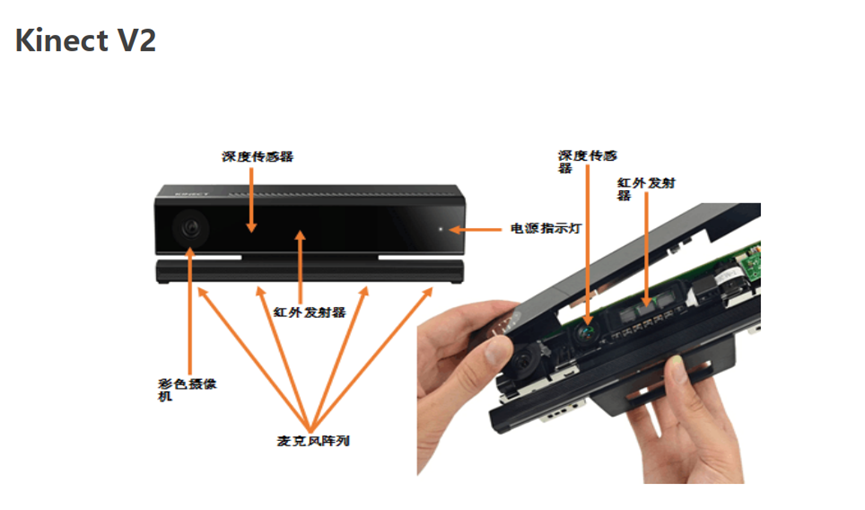 Kinect V2
深度传感器
深度传感
器
红外发射
器
KINECT
电源指示灯
红外发射器
彩色摄像
机
麦克风阵列